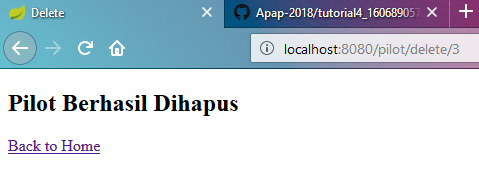 Delete
Apap-2018/tutorial4_160689057
localhost:8080/pilot/delete/3
Pilot Berhasil Dihapus
Back to Home